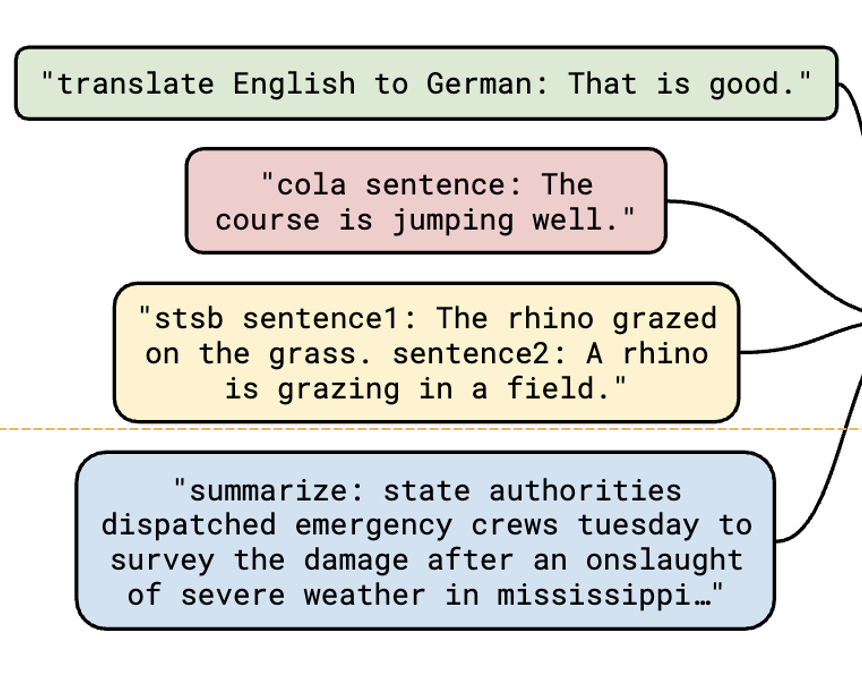 "translate English to German: That is good."
"cola sentence: The
course is jumping well."
"stsb sentence1: The rhino grazed
on the grass. sentence2: A rhino
is grazing in a field."
"summarize: state authorities
dispatched emergency crews tuesday to
survey the damage after an onslaught
of severe weather in mississippi…"